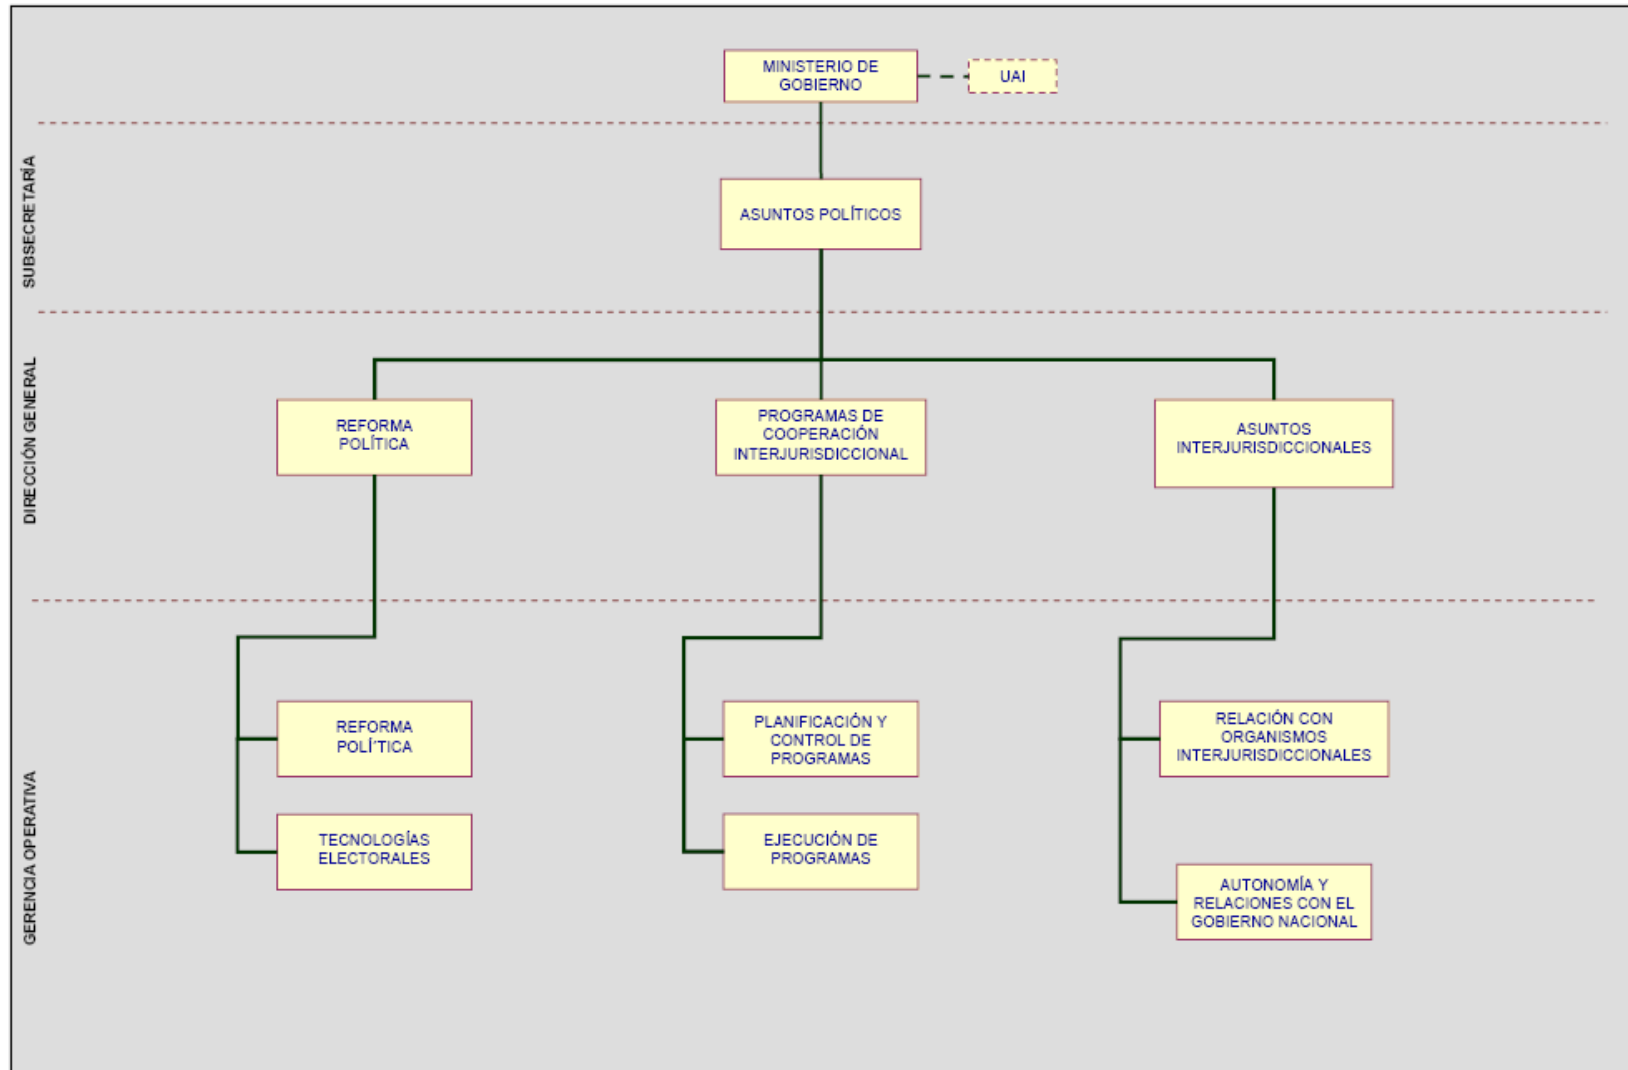 MINISTERIO DE
GOBIERNO
UAI
SUBSECRETARÍA
ASUNTOS POLÍTICOS
DIRECCIÓN GENERAL
REFORMA
POLÍTICA
PROGRAMAS DE
COOPERACIÓN
INTERJURISDICCIONAL
ASUNTOS
INTERJURISDICCIONALES
GERENCIA OPERATIVA
REFORMA
POLÍ´TICA
TECNOLOGÍAS
ELECTORALES
PLANIFICACIÓN Y
CONTROL DE
PROGRAMAS
EJECUCIÓN DE
PROGRAMAS
RELACIÓN CON
ORGANISMOS
INTERJURISDICCIONALES
AUTONOMÍA Y
RELACIONES CON EL
GOBIERNO NACIONAL